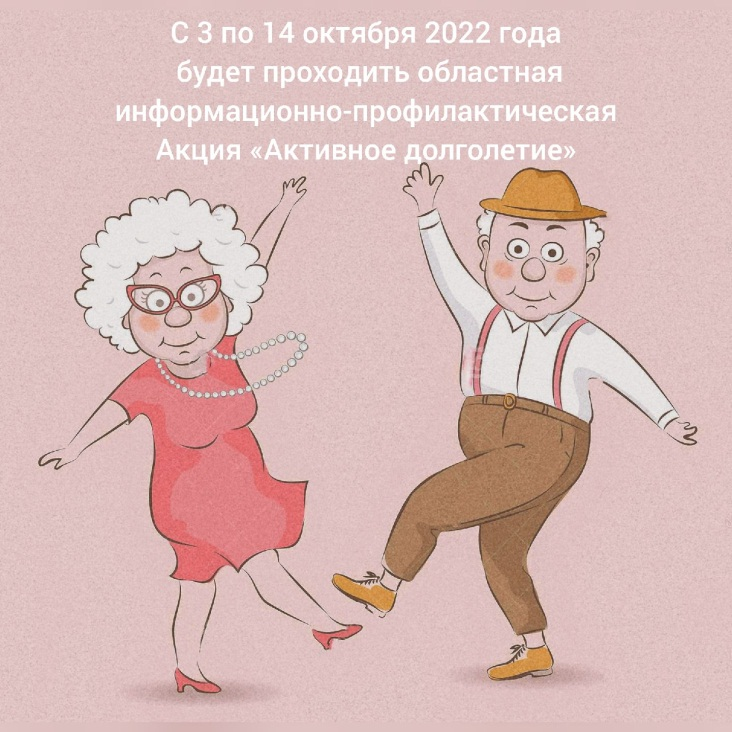 С 3 по 14 октября 2022 года
будет проходить областная
информационно-профилактическая
Акция «Активное долголетие»